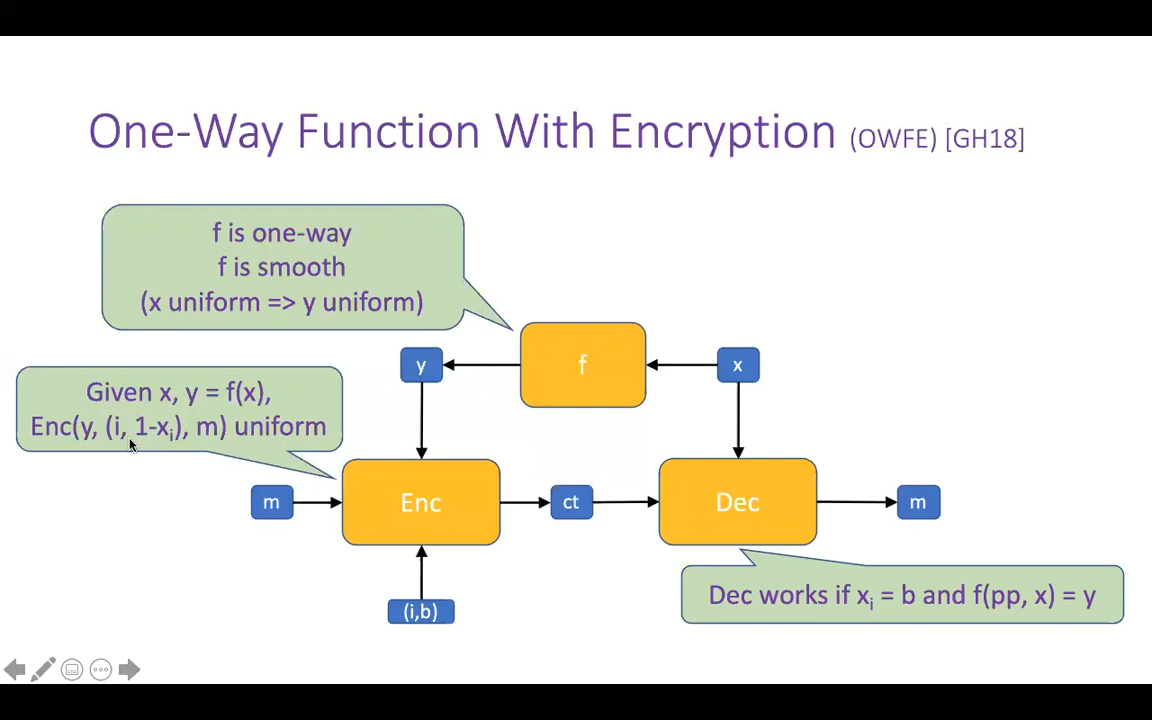 One-Way Function With Encryption (OWFE) [GH18]
f is one-way
f is smooth
(x uniform => y uniform)
y
f
x
Given x, y = f(x),
Enc(y, (i, 1-xᵢ), m) uniform
m
Enc
ct
Dec
m
(i,b)
Dec works if xᵢ = b and f(pp, x) = y